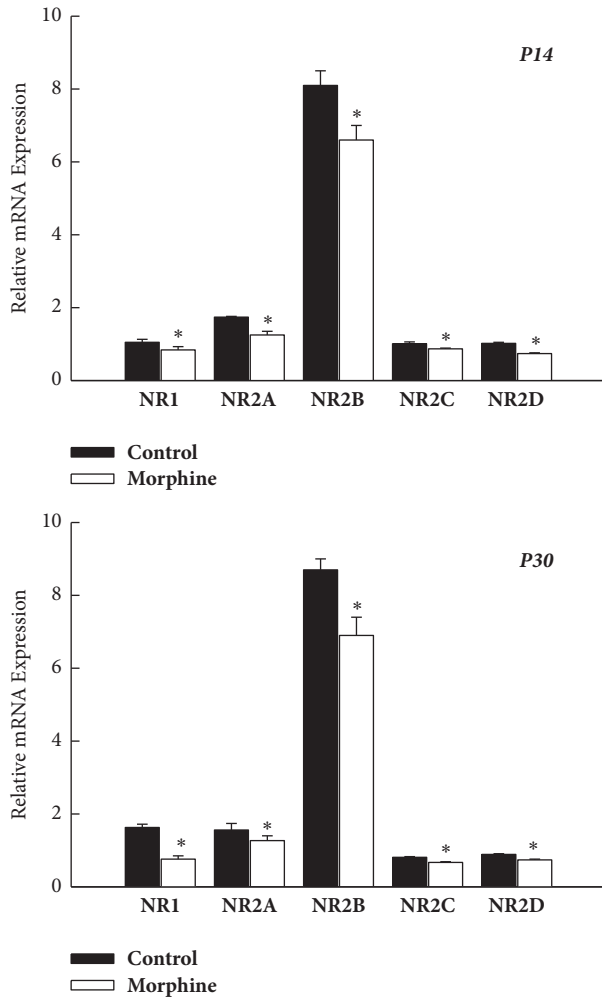 10
P14
8
6
4
2
0
Relative mRNA Expression
*
*
*
*
*
NR1 NR2A NR2B NR2C NR2D
Control
Morphine
10
P30
8
6
4
2
0
Relative mRNA Expression
*
*
*
*
*
NR1 NR2A NR2B NR2C NR2D
Control
Morphine